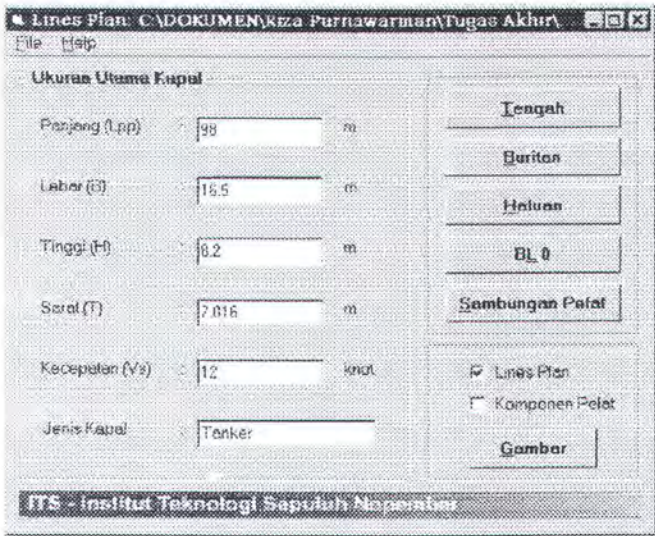 Lines Plan: C:\DOKUMEN\Riza Purnawarman\Tugas Akhir\
File Help
Ukuran Utama Kapal
Panjang (Lpp) : 98 m
Lebar (B) : 16.5 m
Tinggi (H) : 8.2 m
Sarat (T) : 7.016 m
Kecepatan (Vs) : 12 knot
Jenis Kapal : Tanker
Tengah
Buritan
Haluan
BL 0
Sambungan Pelat
Lines Plan
Komponen Pelat
Gambar
ITS - Institut Teknologi Sepuluh Nopember